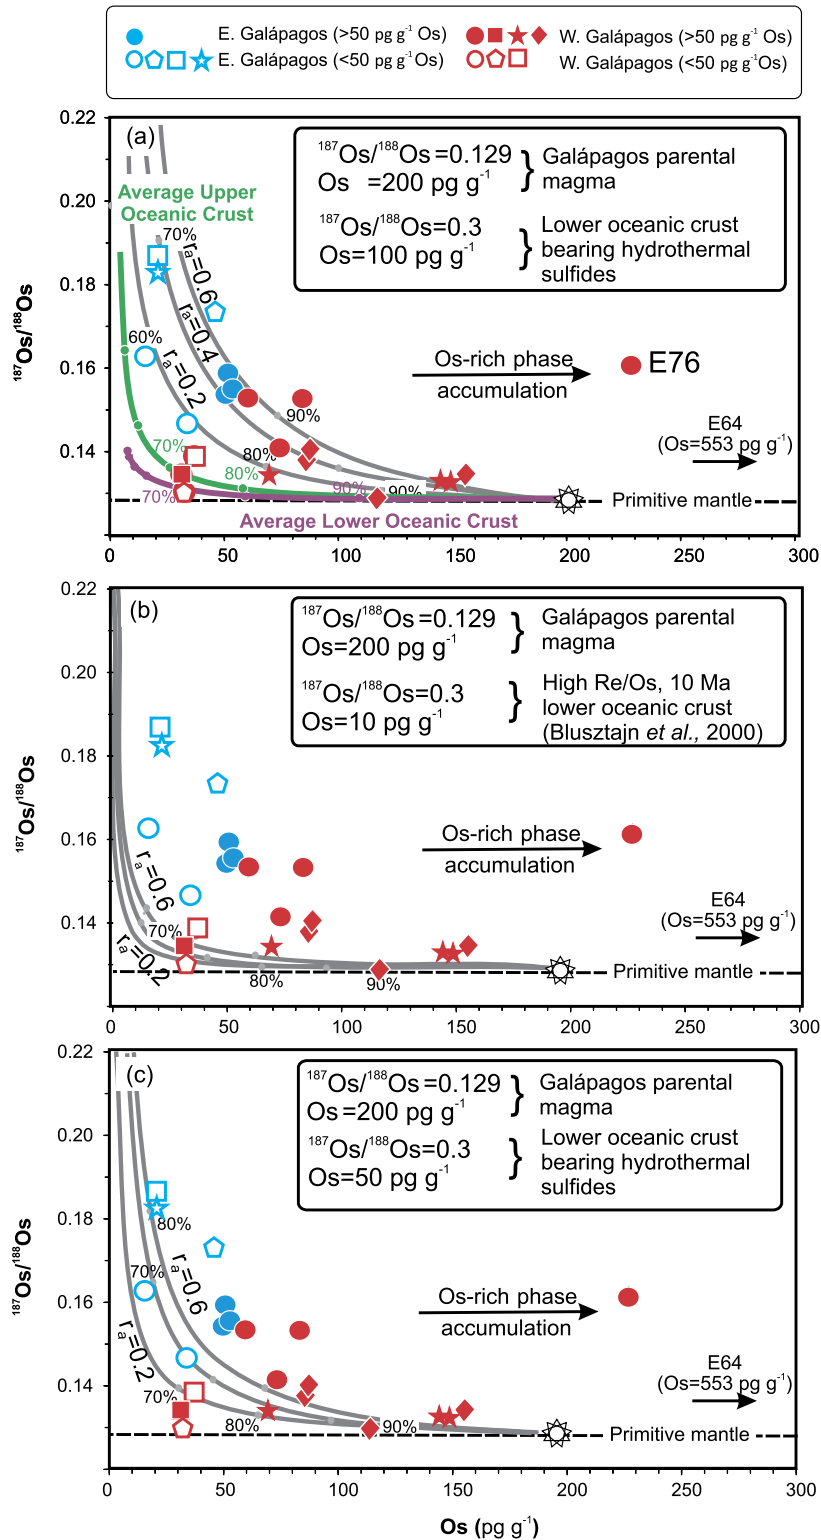 E. Galápagos (>50 pg g⁻¹ Os)
W. Galápagos (>50 pg g⁻¹ Os)
E. Galápagos (<50 pg g⁻¹ Os)
W. Galápagos (<50 pg g⁻¹Os)
0.22
0.20
0.18
0.16
0.14
¹⁸⁷Os/¹⁸⁸Os
(a)
¹⁸⁷Os/¹⁸⁸Os=0.129
Os =200 pg g⁻¹
} Galápagos parental
magma
¹⁸⁷Os/¹⁸⁸Os=0.3
Os=100 pg g⁻¹
} Lower oceanic crust
bearing hydrothermal
sulfides
Average Upper
Oceanic Crust
70%
rₐ=0.6
rₐ=0.4
rₐ=0.2
60%
90%
Os-rich phase
accumulation
E76
E64
(Os=553 pg g⁻¹)
70%
80%
80%
70%
90%
90%
Primitive mantle
Average Lower Oceanic Crust
0 50 100 150 200 250 300
0.22
0.20
0.18
0.16
0.14
¹⁸⁷Os/¹⁸⁸Os
(b)
¹⁸⁷Os/¹⁸⁸Os=0.129
Os=200 pg g⁻¹
} Galápagos parental
magma
¹⁸⁷Os/¹⁸⁸Os=0.3
Os=10 pg g⁻¹
} High Re/Os, 10 Ma
lower oceanic crust
(Blusztajn et al., 2000)
Os-rich phase
accumulation
rₐ=0.6
E64
(Os=553 pg g⁻¹)
70%
rₐ=0.2
80%
90%
Primitive mantle
0 50 100 150 200 250 300
0.22
0.20
0.18
0.16
0.14
¹⁸⁷Os/¹⁸⁸Os
(c)
¹⁸⁷Os/¹⁸⁸Os=0.129
Os=200 pg g⁻¹
} Galápagos parental
magma
¹⁸⁷Os/¹⁸⁸Os=0.3
Os=50 pg g⁻¹
} Lower oceanic crust
bearing hydrothermal
sulfides
80%
70%
rₐ=0.6
rₐ=0.2
Os-rich phase
accumulation
E64
(Os=553 pg g⁻¹)
70%
80%
90%
Primitive mantle
0 50 100 150 200 250 300
Os (pg g⁻¹)